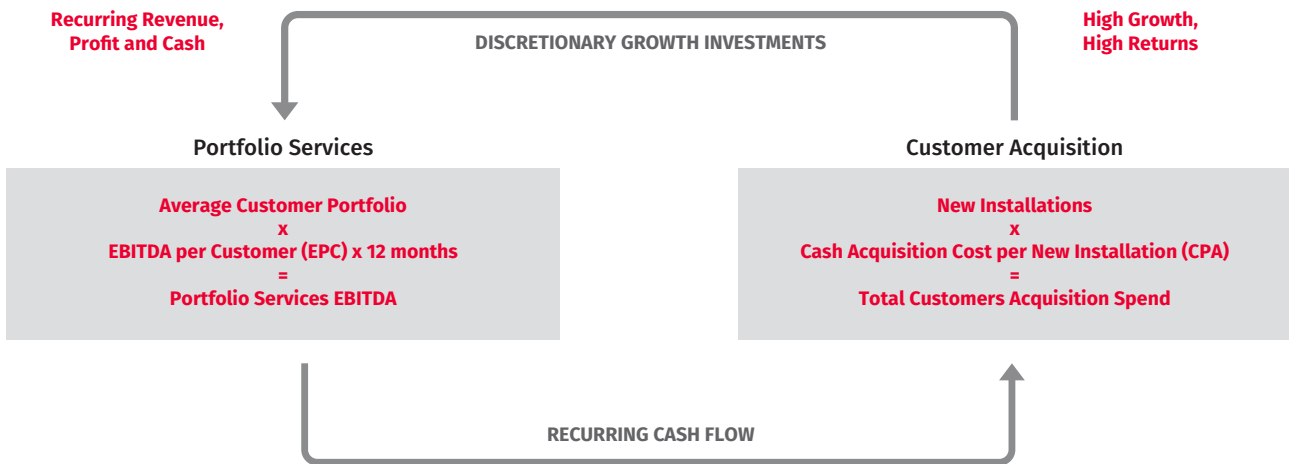 Recurring Revenue,
Profit and Cash
DISCRETIONARY GROWTH INVESTMENTS
High Growth,
High Returns
Portfolio Services
Average Customer Portfolio
x
EBITDA per Customer (EPC) x 12 months
=
Portfolio Services EBITDA
Customer Acquisition
New Installations
x
Cash Acquisition Cost per New Installation (CPA)
=
Total Customers Acquisition Spend
RECURRING CASH FLOW